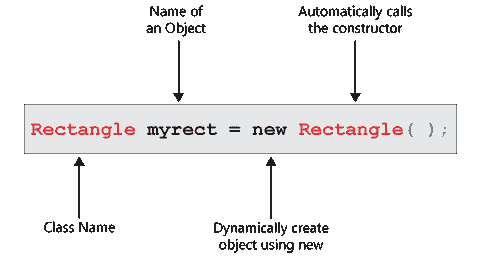 Name of
an Object
Automatically calls
the constructor
Rectangle myrect = new Rectangle( );
Class Name
Dynamically create
object using new